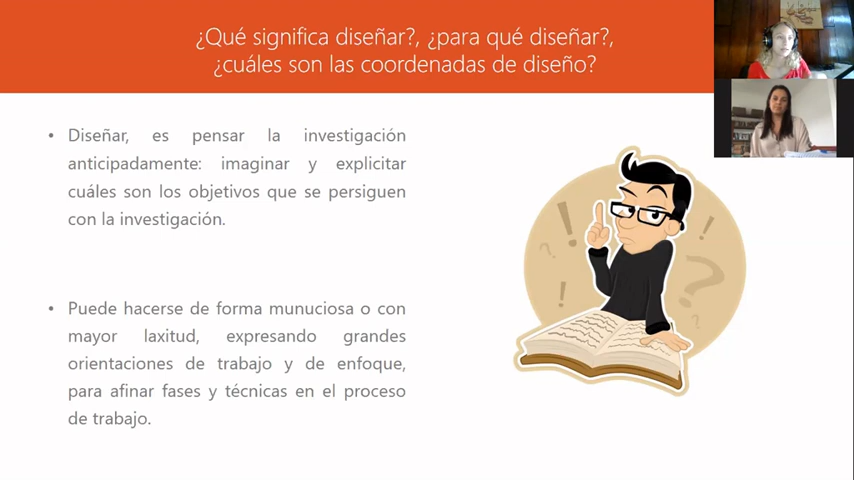 ¿Qué significa diseñar?, ¿para qué diseñar?,
¿cuáles son las coordenadas de diseño?
• Diseñar, es pensar la investigación
anticipadamente: imaginar y explicitar
cuáles son los objetivos que se persiguen
con la investigación.
• Puede hacerse de forma munuciosa o con
mayor laxitud, expresando grandes
orientaciones de trabajo y de enfoque,
para afinar fases y técnicas en el proceso
de trabajo.